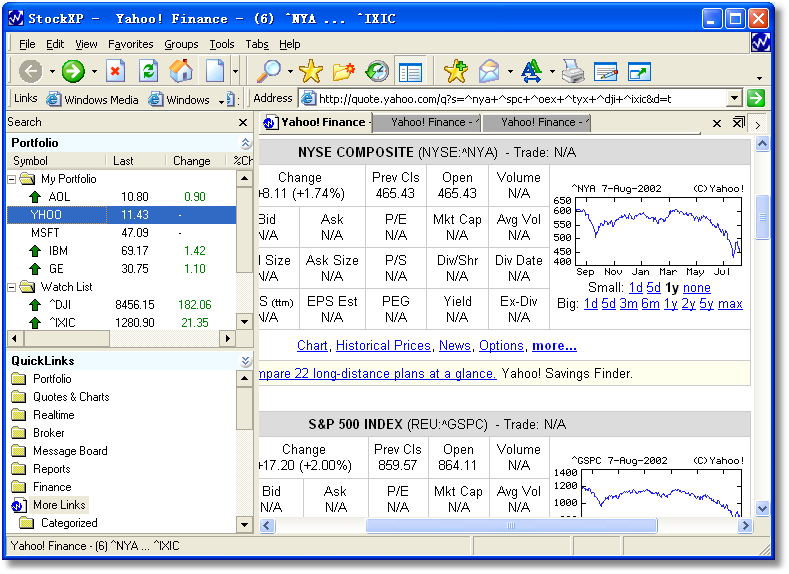 StockXP -  Yahoo! Finance - (6) ^NYA ... ^IXIC
File Edit View Favorites Groups Tools Tabs Help
Links Windows Media Windows Address http://quote.yahoo.com/q?s=^nya+^spc+^oex+^tyx+^dji+^ixic&d=t
Search
Yahoo! Finance - Yahoo! Finance - Yahoo! Finance -
Portfolio
Symbol Last Change %Ch
My Portfolio
AOL 10.80 0.90
YHOO 11.43 -
MSFT 47.09 -
IBM 69.17 1.42
GE 30.75 1.10
Watch List
^DJI 8456.15 182.06
^IXIC 1280.90 21.35
QuickLinks
Portfolio
Quotes & Charts
Realtime
Broker
Message Board
Reports
Finance
More Links
Categorized
NYSE COMPOSITE (NYSE:^NYA) - Trade: N/A
Change Prev Cls Open Volume
+8.11 (+1.74%) 465.43 465.43 N/A
Bid Ask P/E Mkt Cap Avg Vol
N/A N/A N/A N/A N/A
d Size Ask Size P/S Div/Shr Div Date
N/A N/A N/A N/A N/A
S (ttm) EPS Est PEG Yield Ex-Div
N/A N/A N/A N/A N/A
^NYA 7-Aug-2002 (C)Yahoo!
650
600
550
500
450
400
Sep Nov Jan Mar May Jul
Small: 1d 5d 1y none
Big: 1d 5d 3m 6m 1y 2y 5y max
Chart, Historical Prices, News, Options, more...
mpare 22 long-distance plans at a glance. Yahoo! Savings Finder.
S&P 500 INDEX (REU:^GSPC) - Trade: N/A
Change Prev Cls Open Volume
+17.20 (+2.00%) 859.57 864.11 N/A
Bid Ask P/E Mkt Cap Avg Vol
N/A N/A N/A N/A N/A
^GSPC 7-Aug-2002 (C)Yahoo!
1400
1200
1000
Yahoo! Finance - (6) ^NYA ... ^IXIC